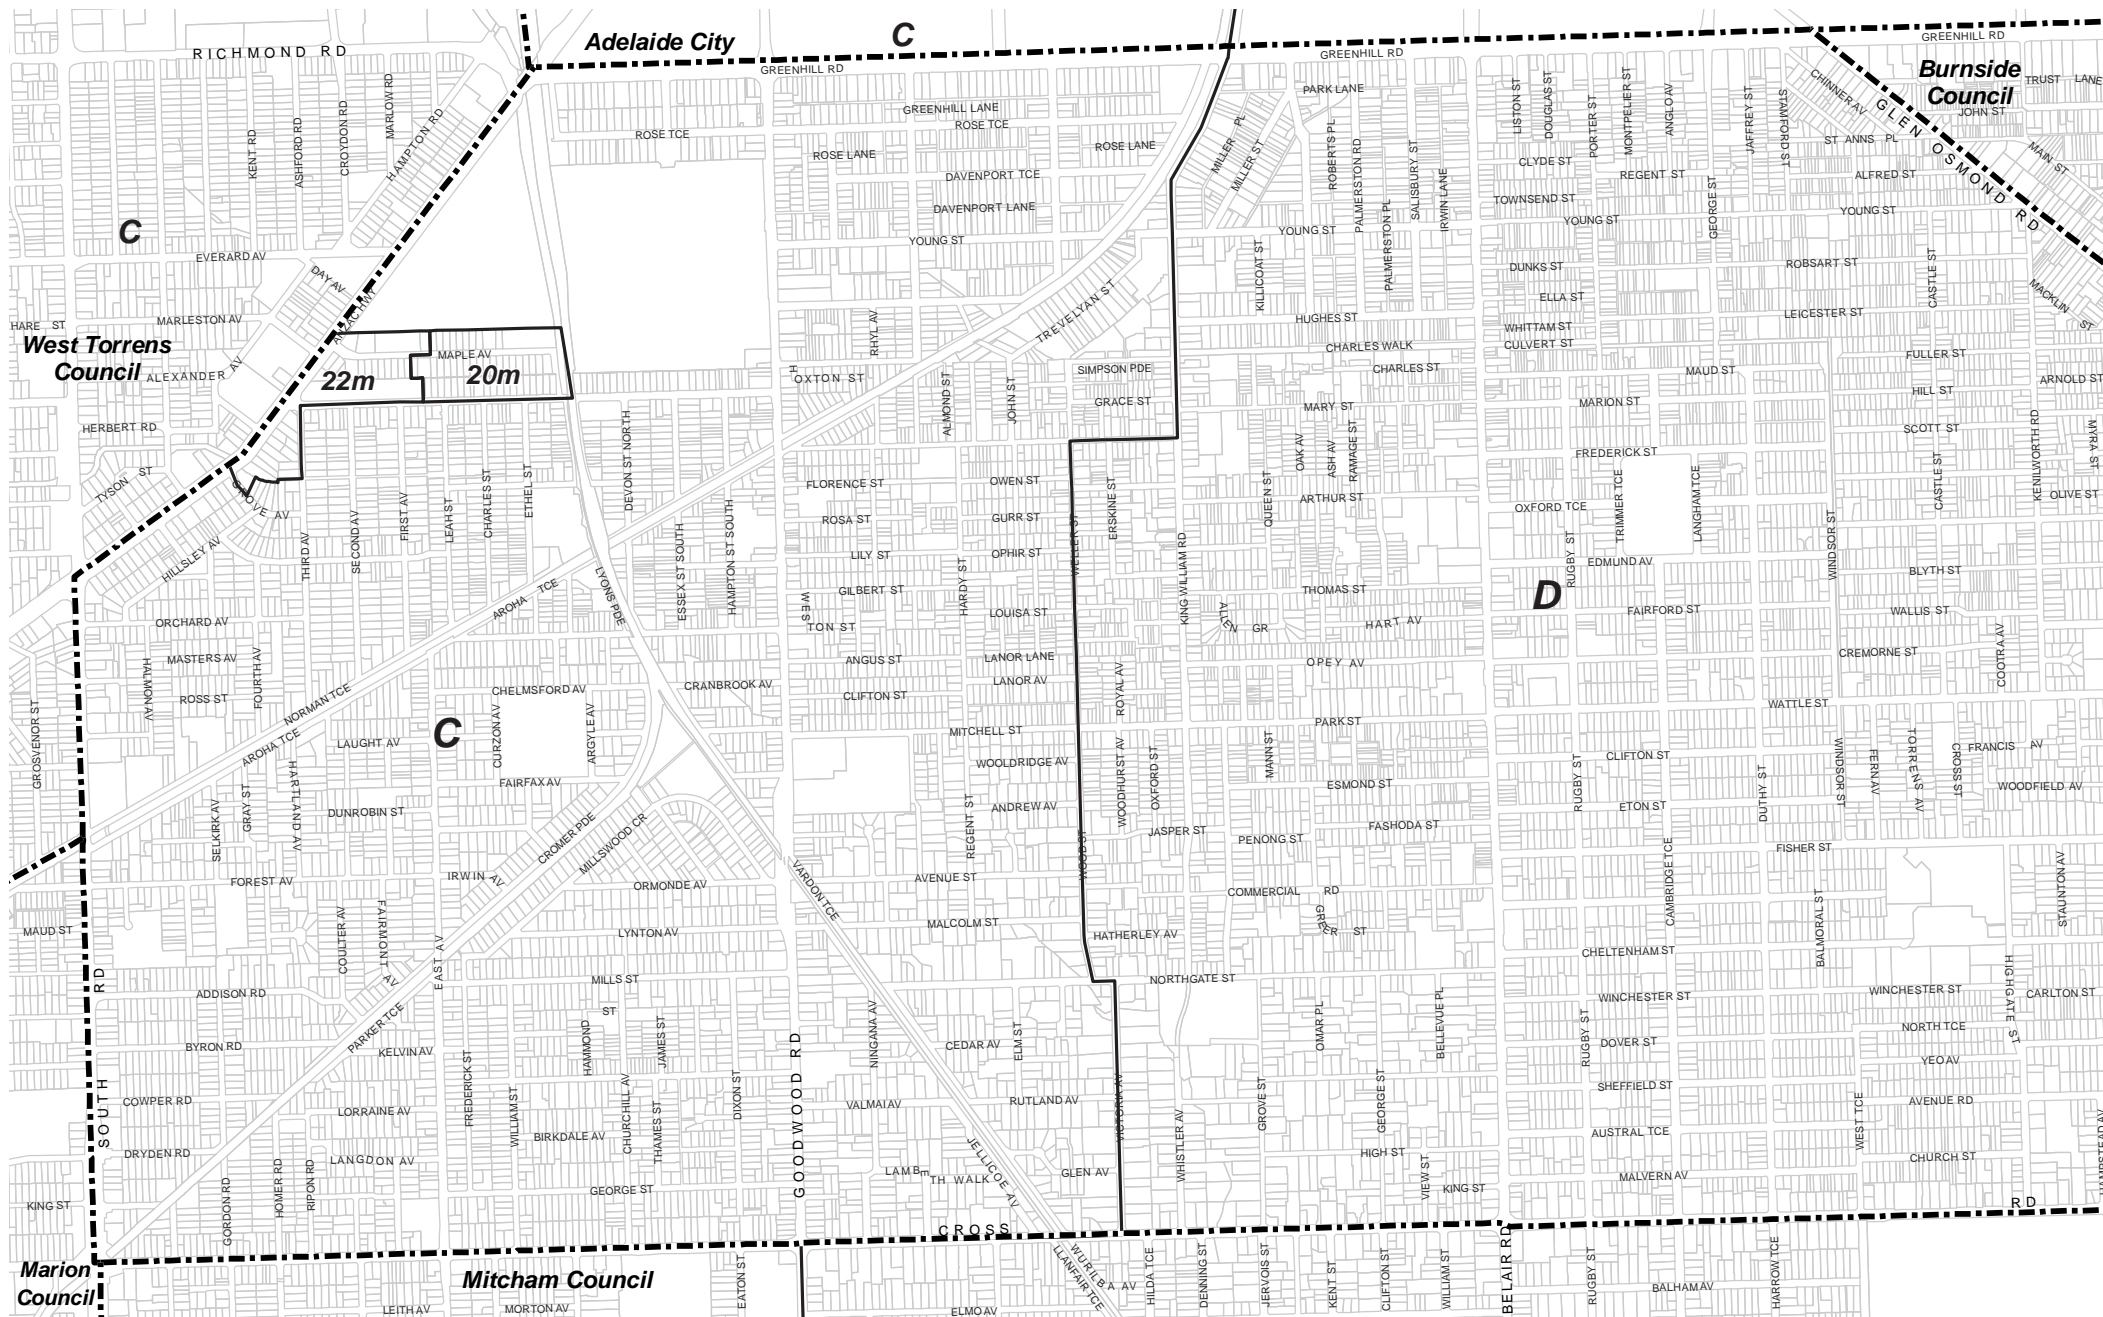 RICHMOND RD
Adelaide City
C
GREENHILL RD
GREENHILL RD
GREENHILL RD
Burnside
Council
TRUST LANE
CHINNER AV
GLEN OSMOND RD
JOHN ST
MAIN ST
KENT RD
ASHFORD RD
CROYDON RD
MARLOW RD
HAMPTON RD
ROSE TCE
GREENHILL LANE
ROSE TCE
ROSE LANE
ROSE LANE
DAVENPORT TCE
DAVENPORT LANE
YOUNG ST
MILLER PL
MILLER ST
PARK LANE
ROBERTS PL
PALMERSTON RD
PALMERSTON PL
SALISBURY ST
IRWIN LANE
LISTON ST
DOUGLAS ST
PORTER ST
MONTPELIER ST
ANGLO AV
JAFFREY ST
STAMFORD ST
ST ANNS PL
CLYDE ST
REGENT ST
ALFRED ST
TOWNSEND ST
YOUNG ST
YOUNG ST
YOUNG ST
GEORGE ST
C
EVERARD AV
DAY AV
ANZAC HWY
KILLICOAT ST
DUNKS ST
ROBSART ST
CASTLE ST
MACKLIN ST
ELLA ST
HARE ST
MARLESTON AV
RHYL AV
TREVELYAN ST
HUGHES ST
WHITTAM ST
LEICESTER ST
West Torrens
Council
ALEXANDER AV
22m
MAPLE AV
20m
CHARLES WALK
CULVERT ST
FULLER ST
HOXTON ST
SIMPSON PDE
CHARLES ST
MAUD ST
ARNOLD ST
ALMOND ST
JOHN ST
GRACE ST
MARY ST
MARION ST
HILL ST
HERBERT RD
DEVON ST NORTH
OAK AV
ASH AV
RAMAGE ST
FREDERICK ST
SCOTT ST
KENILWORTH RD
MYRA ST
TYSON ST
GROVE AV
THIRD AV
SECOND AV
FIRST AV
LEAH ST
CHARLES ST
ETHEL ST
FLORENCE ST
OWEN ST
ERSKINE ST
QUEEN ST
ARTHUR ST
OXFORD TCE
TRIMMER TCE
LANGHAM TCE
CASTLE ST
OLIVE ST
ROSA ST
GURR ST
HILLSLEY AV
LILY ST
OPHIR ST
WELLER ST
KING WILLIAM RD
RUGBY ST
EDMUND AV
WINDSOR ST
BLYTH ST
ESSEX ST SOUTH
HAMPTON ST SOUTH
LYONS PDE
AROHA TCE
GILBERT ST
HARDY ST
THOMAS ST
D
ORCHARD AV
WESTON ST
LOUISA ST
ALLEN GR
HART AV
FAIRFORD ST
WALLIS ST
MASTERS AV
HALMON AV
FOURTH AV
ANGUS ST
LANOR LANE
OPEY AV
CREMORNE ST
COOTRA AV
ROSS ST
NORMAN TCE
CHELMSFORD AV
CRANBROOK AV
CLIFTON ST
LANOR AV
ROYAL AV
WATTLE ST
GROSVENOR ST
C
CURZON AV
ARGYLE AV
MITCHELL ST
PARK ST
AROHA TCE
LAUGHT AV
WOOLDRIDGE AV
WOODHURST AV
OXFORD ST
MANN ST
CLIFTON ST
WINDSOR ST
FERN AV
TORRENS AV
CROSS ST
FRANCIS AV
HARTLAND AV
FAIRFAX AV
ESMOND ST
RUGBY ST
DUTHY ST
WOODFIELD AV
SELKIRK AV
GRAY ST
DUNROBIN ST
REGENT ST
ANDREW AV
ETON ST
CROMER PDE
MILLSWOOD CR
JASPER ST
PENONG ST
FASHODA ST
CAMBRIDGE TCE
FISHER ST
WOOD ST
FOREST AV
IRWIN AV
ORMONDE AV
VARDON TCE
AVENUE ST
COMMERCIAL RD
BALMORAL ST
STAUNTON AV
MAUD ST
COULTER AV
FAIRMONT AV
EAST AV
LYNTON AV
MALCOLM ST
HATHERLEY AV
GREER ST
CHELTENHAM ST
ADDISON RD
MILLS ST
NORTHGATE ST
WINCHESTER ST
WINCHESTER ST
HIGHGATE ST
CARLTON ST
SOUTH RD
PARKER TCE
HAMMOND ST
JAMES ST
NINGANA AV
ELM ST
OMAR PL
BELLEVUE PL
RUGBY ST
NORTH TCE
BYRON RD
KELVIN AV
CEDAR AV
DOVER ST
YEO AV
FREDERICK ST
WILLIAM ST
CHURCHILL AV
THAMES ST
DIXON ST
GOODWOOD RD
GROVE ST
GEORGE ST
SHEFFIELD ST
COWPER RD
LORRAINE AV
VALMAI AV
RUTLAND AV
VICTORIA AV
AVENUE RD
WEST TCE
BIRKDALE AV
JELLICOE AV
WHISTLER AV
AUSTRAL TCE
HAMPSTEAD AV
DRYDEN RD
LANGDON AV
HIGH ST
CHURCH ST
GORDON RD
HOMER RD
RIPON RD
GEORGE ST
LAMBETH WALK
GLEN AV
VIEW ST
KING ST
MALVERN AV
KING ST
CROSS
RD
Marion
Council
Mitcham Council
EATON ST
WURILBA AV
LLANFAIR TCE
HILDA TCE
DENNING ST
JERVOIS ST
KENT ST
CLIFTON ST
WILLIAM ST
BELAIR RD
RUGBY ST
BALHAM AV
HARROW TCE
LEITH AV
MORTON AV
ELMO AV